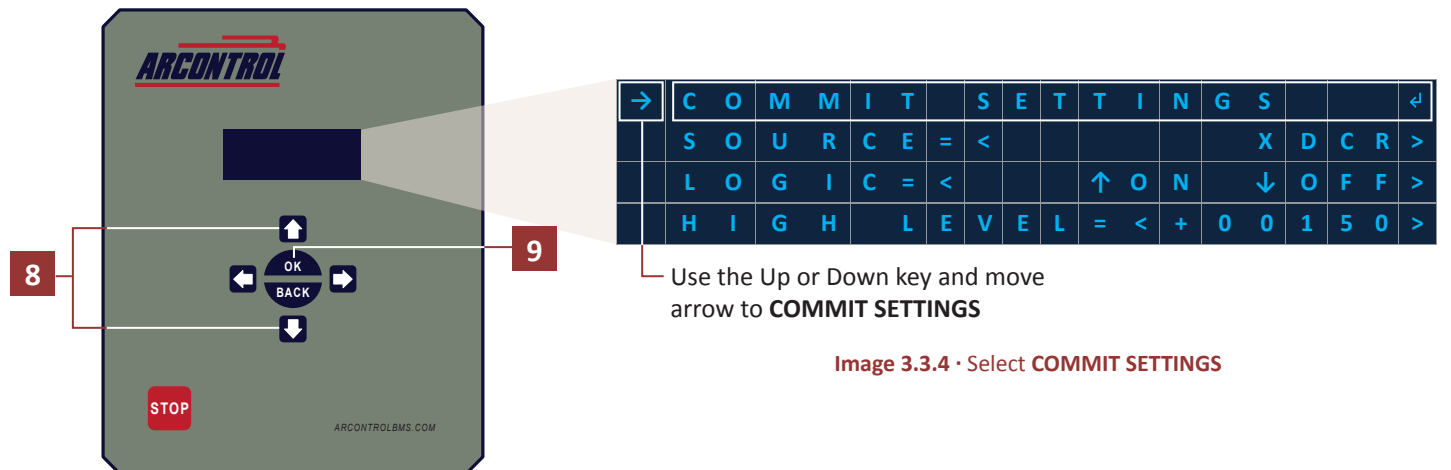 ARCONTROL
→ COMMIT SETTINGS ↲
SOURCE=< XDCR>
LOGIC=< ↑ON ↓OFF>
HIGH LEVEL=<+00150>
8
9
OK
BACK
Use the Up or Down key and move
arrow to COMMIT SETTINGS
Image 3.3.4 · Select COMMIT SETTINGS
STOP
ARCONTROLBMS.COM